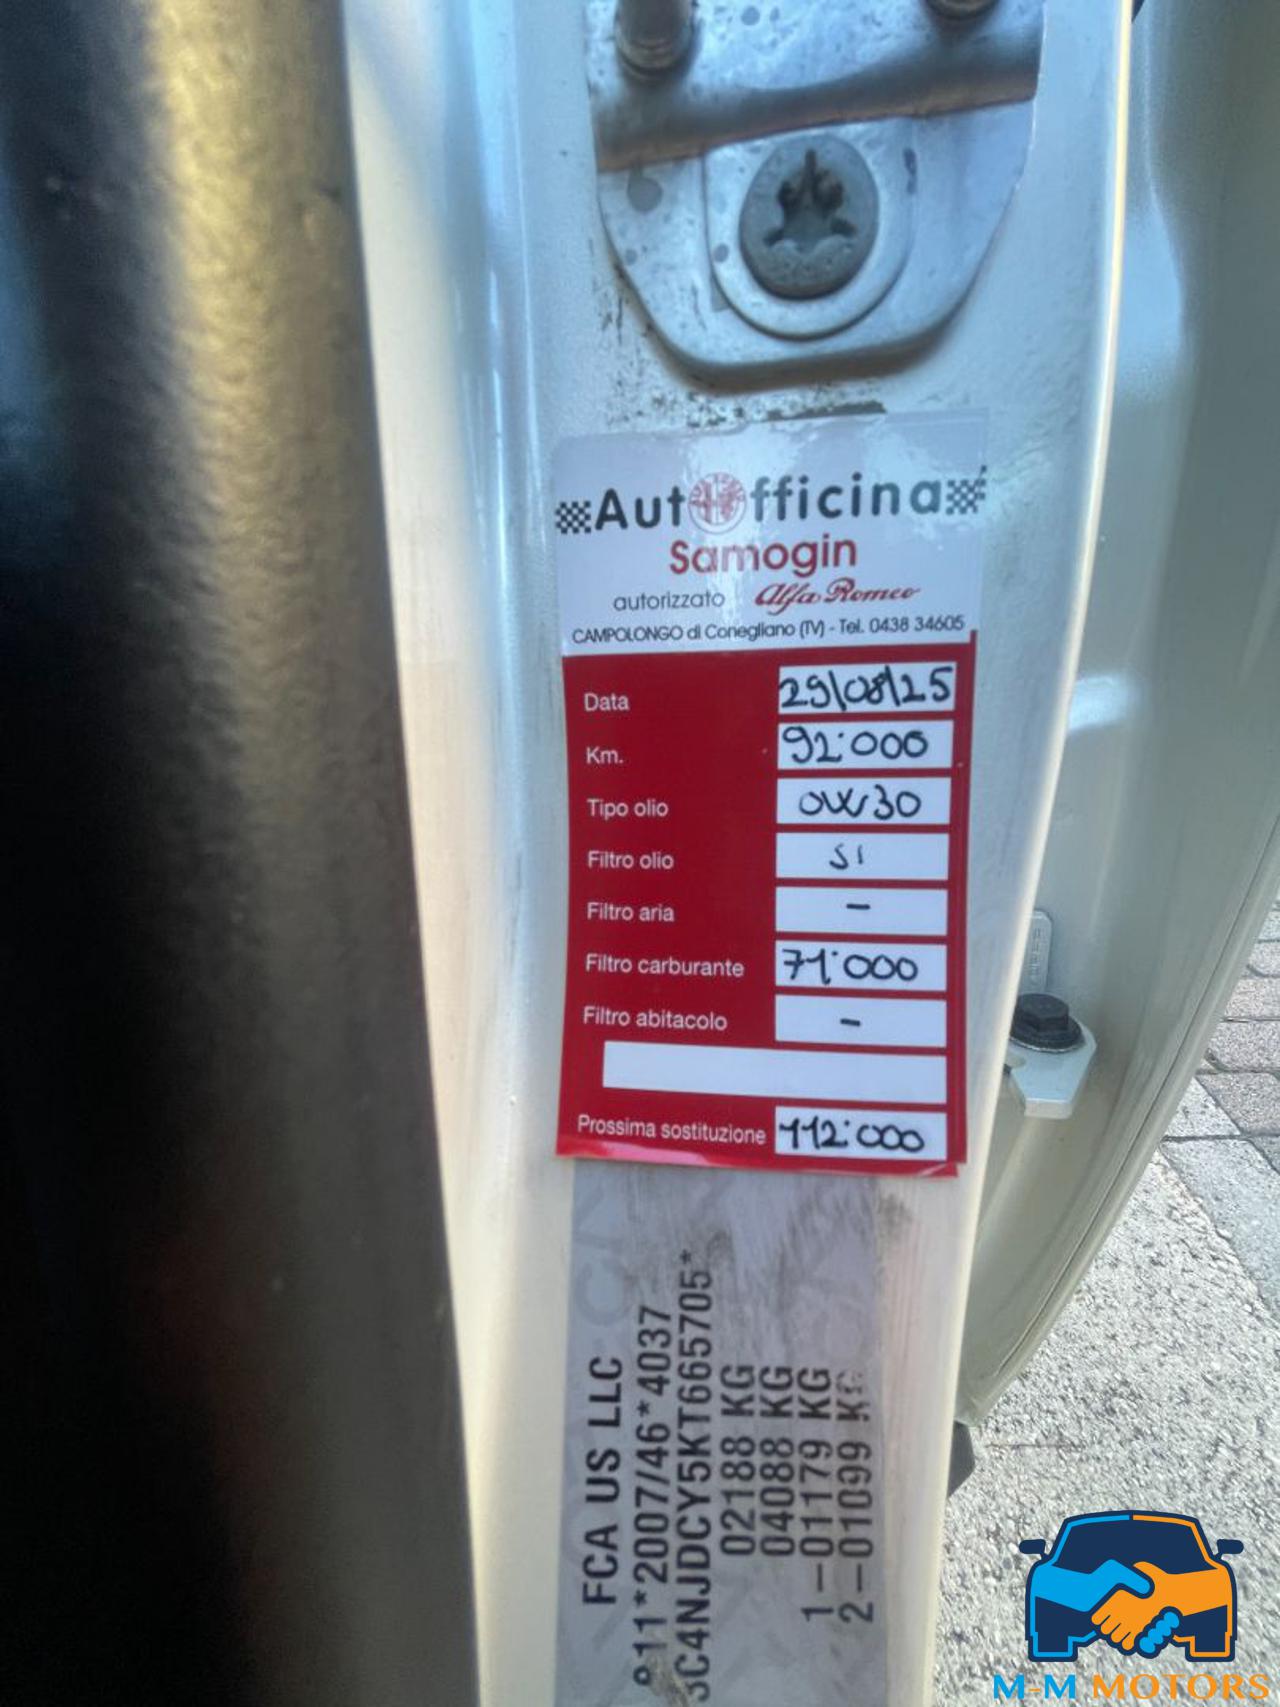 AutOfficina
Samogin
autorizzato Alfa Romeo
CAMPOLONGO di Conegliano (TV) - Tel. 0438 34605
Data 29/08/25
Km. 92·000
Tipo olio 0W30
Filtro olio SI
Filtro aria -
Filtro carburante 71·000
Filtro abitacolo -
Prossima sostituzione 112·000
FCA US LLC
*2007/46*4037
3C4NJDCY5KT665705*
02188 KG
04088 KG
1-01179 KG
2-01099 KG
M-M MOTORS